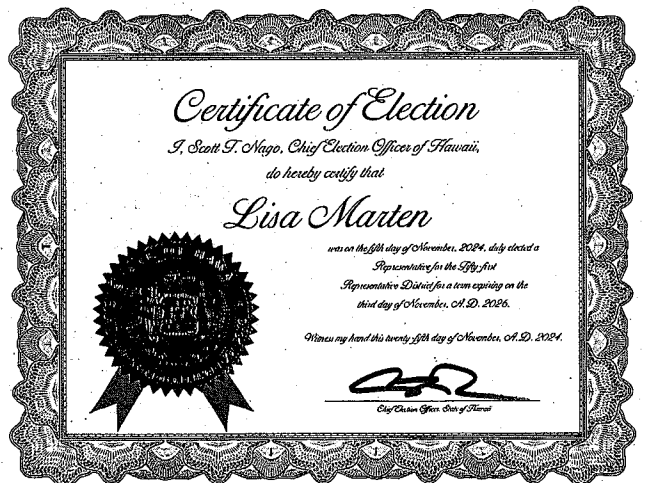 Certificate of Election
I, Scott T. Nago, Chief Election Officer of Hawaii,
do hereby certify that
Lisa Marten
was on the fifth day of November, 2024, duly elected a
Representative for the Fifty-first
Representative District for a term expiring on the
third day of November, A.D. 2026.
Witness my hand this twenty fifth day of November, A.D. 2024.
Chief Election Officer, State of Hawaii